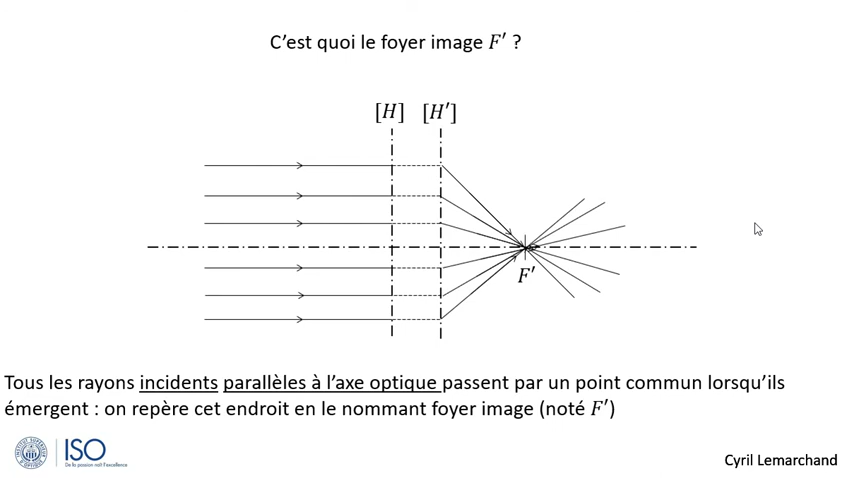 C'est quoi le foyer image F' ?
[H] [H']
F'
Tous les rayons incidents parallèles à l'axe optique passent par un point commun lorsqu'ils
émergent : on repère cet endroit en le nommant foyer image (noté F')
ISO
De la passion naît l'excellence
Cyril Lemarchand